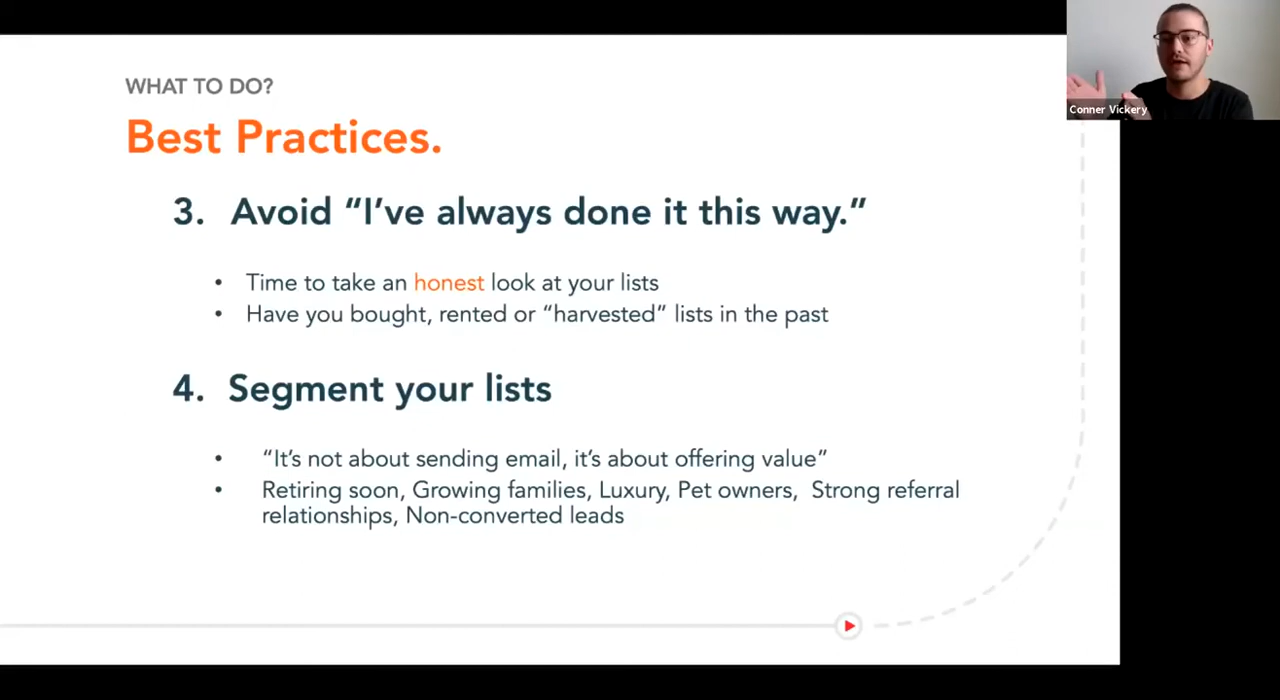 WHAT TO DO?
Best Practices.
3. Avoid “I’ve always done it this way.”
• Time to take an honest look at your lists
• Have you bought, rented or “harvested” lists in the past
4. Segment your lists
• “It’s not about sending email, it’s about offering value”
• Retiring soon, Growing families, Luxury, Pet owners, Strong referral
relationships, Non-converted leads
Conner Vickery